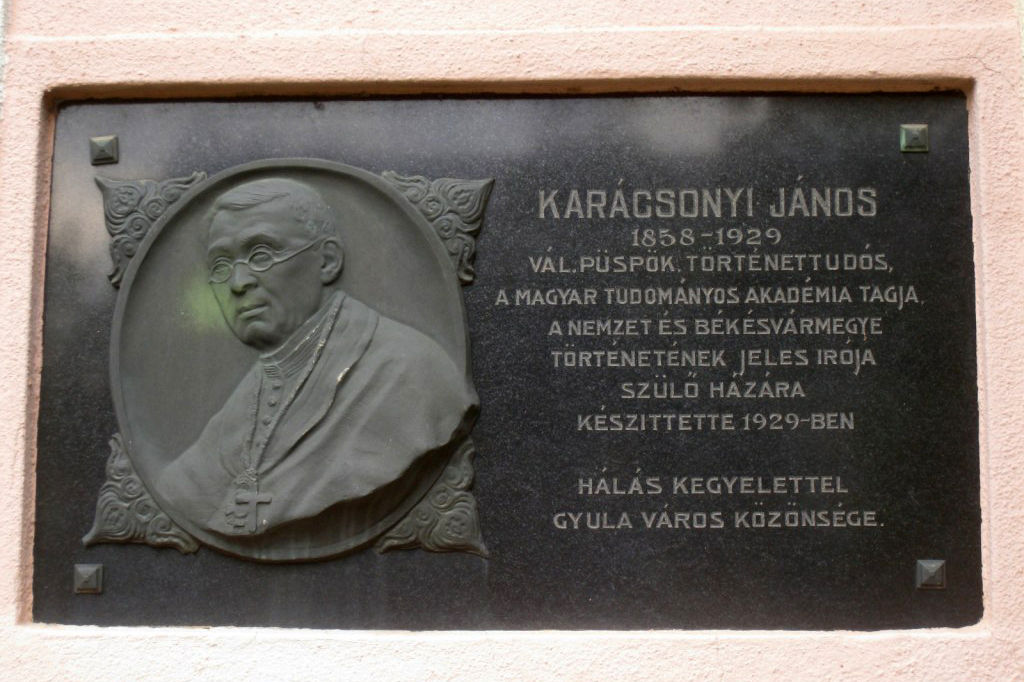 KARÁCSONYI JÁNOS
1858-1929
VÁL. PÜSPÖK. TÖRTÉNETTUDÓS,
A MAGYAR TUDOMÁNYOS AKADÉMIA TAGJA.
A NEMZET ÉS BÉKÉSVÁRMEGYE
TÖRTÉNETÉNEK JELES IRÓJA
SZÜLŐ HÁZÁRA
KÉSZITTETTE 1929-BEN
HÁLÁS KEGYELETTEL
GYULA VÁROS KÖZÖNSÉGE.